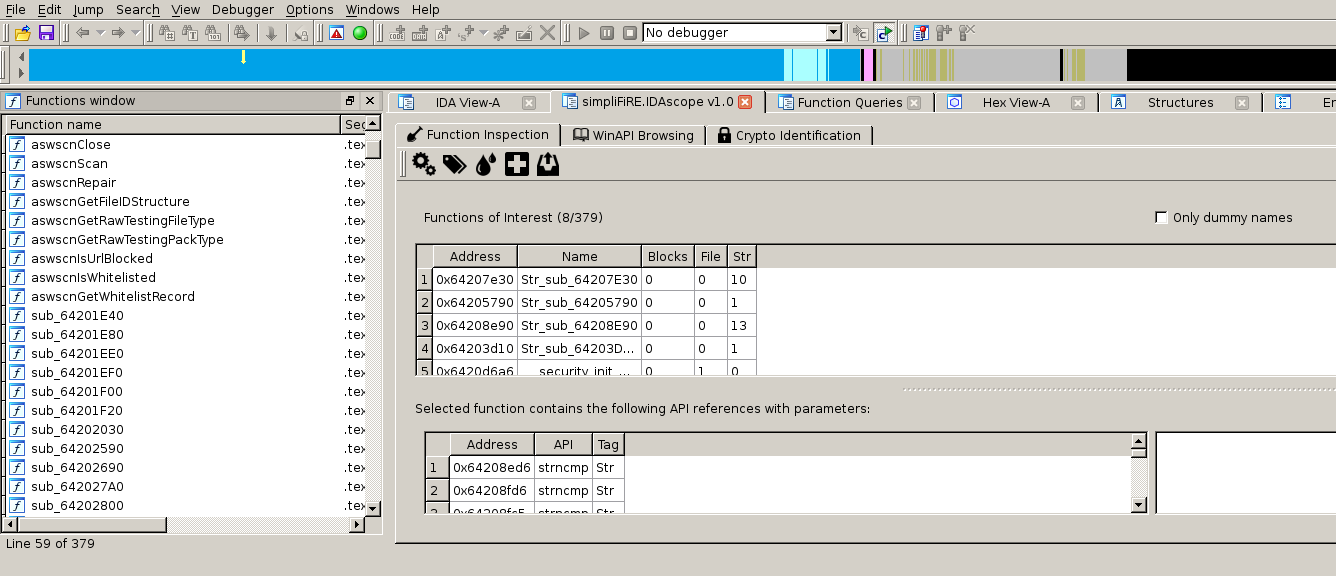 File Edit Jump Search View Debugger Options Windows Help
No debugger
Functions window
IDA View-A simpliFiRE.IDAscope v1.0 Function Queries Hex View-A Structures
Function name
Function Inspection WinAPI Browsing Crypto Identification
aswscnClose .tex
aswscnScan .tex
aswscnRepair .tex
aswscnGetFileIDStructure .tex
aswscnGetRawTestingFileType .tex
aswscnGetRawTestingPackType .tex
aswscnIsUrlBlocked .tex
aswscnIsWhitelisted .tex
aswscnGetWhitelistRecord .tex
sub_64201E40 .tex
sub_64201E80 .tex
sub_64201EE0 .tex
sub_64201EF0 .tex
sub_64201F00 .tex
sub_64201F20 .tex
sub_64202030 .tex
sub_64202590 .tex
sub_64202690 .tex
sub_642027A0 .tex
sub_64202800 .tex
Line 59 of 379
Functions of Interest (8/379) Only dummy names
Address Name Blocks File Str
1 0x64207e30 Str_sub_64207E30 0 0 10
2 0x64205790 Str_sub_64205790 0 0 1
3 0x64208e90 Str_sub_64208E90 0 0 13
4 0x64203d10 Str_sub_64203D... 0 0 1
5 0x6420d6a6 __security_init_... 0 1 0
Selected function contains the following API references with parameters:
Address API Tag
1 0x64208ed6 strncmp Str
2 0x64208fd6 strncmp Str